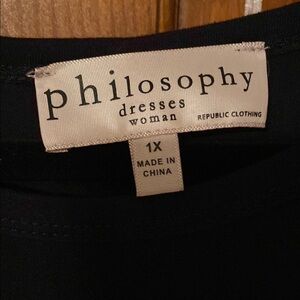 philosophy
dresses
woman
REPUBLIC CLOTHING
1X
MADE IN
CHINA